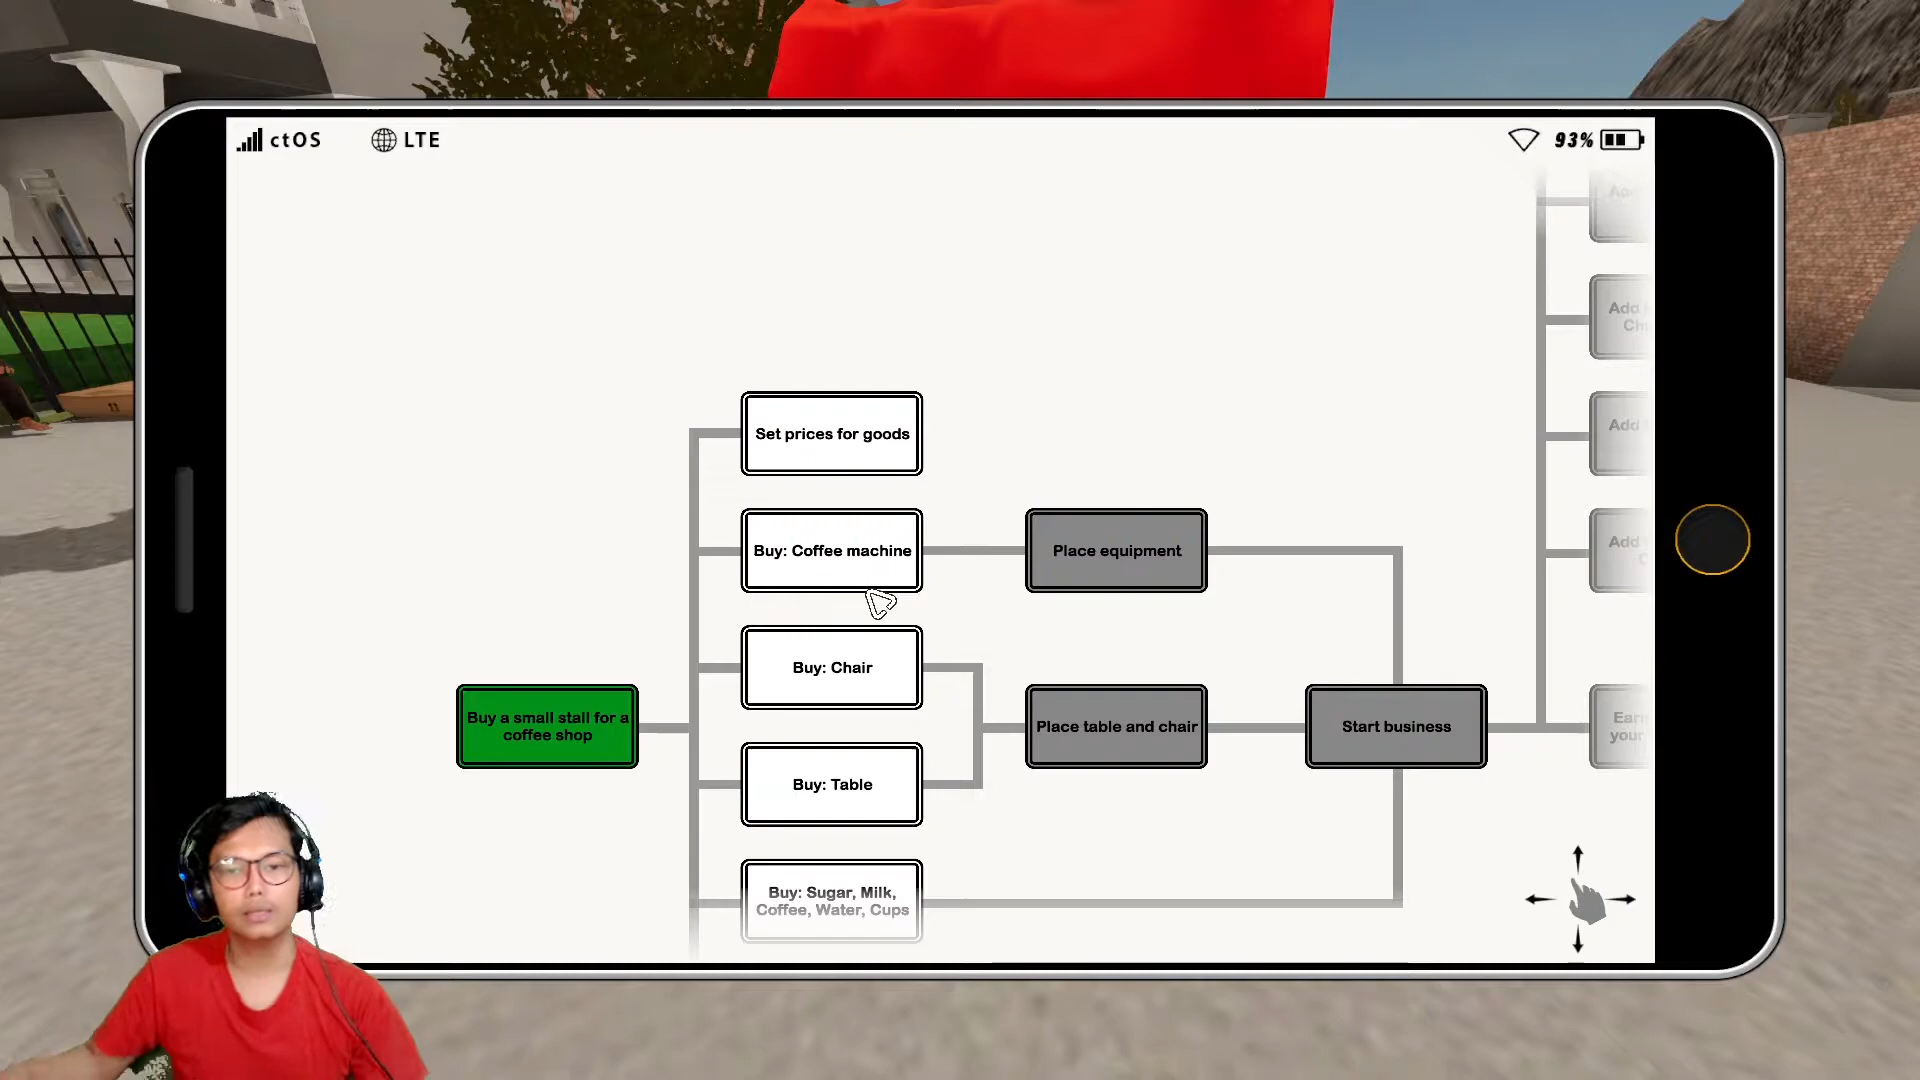 ctOS LTE 93%
Set prices for goods
Buy: Coffee machine
Place equipment
Buy: Chair
Buy a small stall for a
coffee shop
Place table and chair
Start business
Buy: Table
Buy: Sugar, Milk,
Coffee, Water, Cups
Add
Add
Add
your